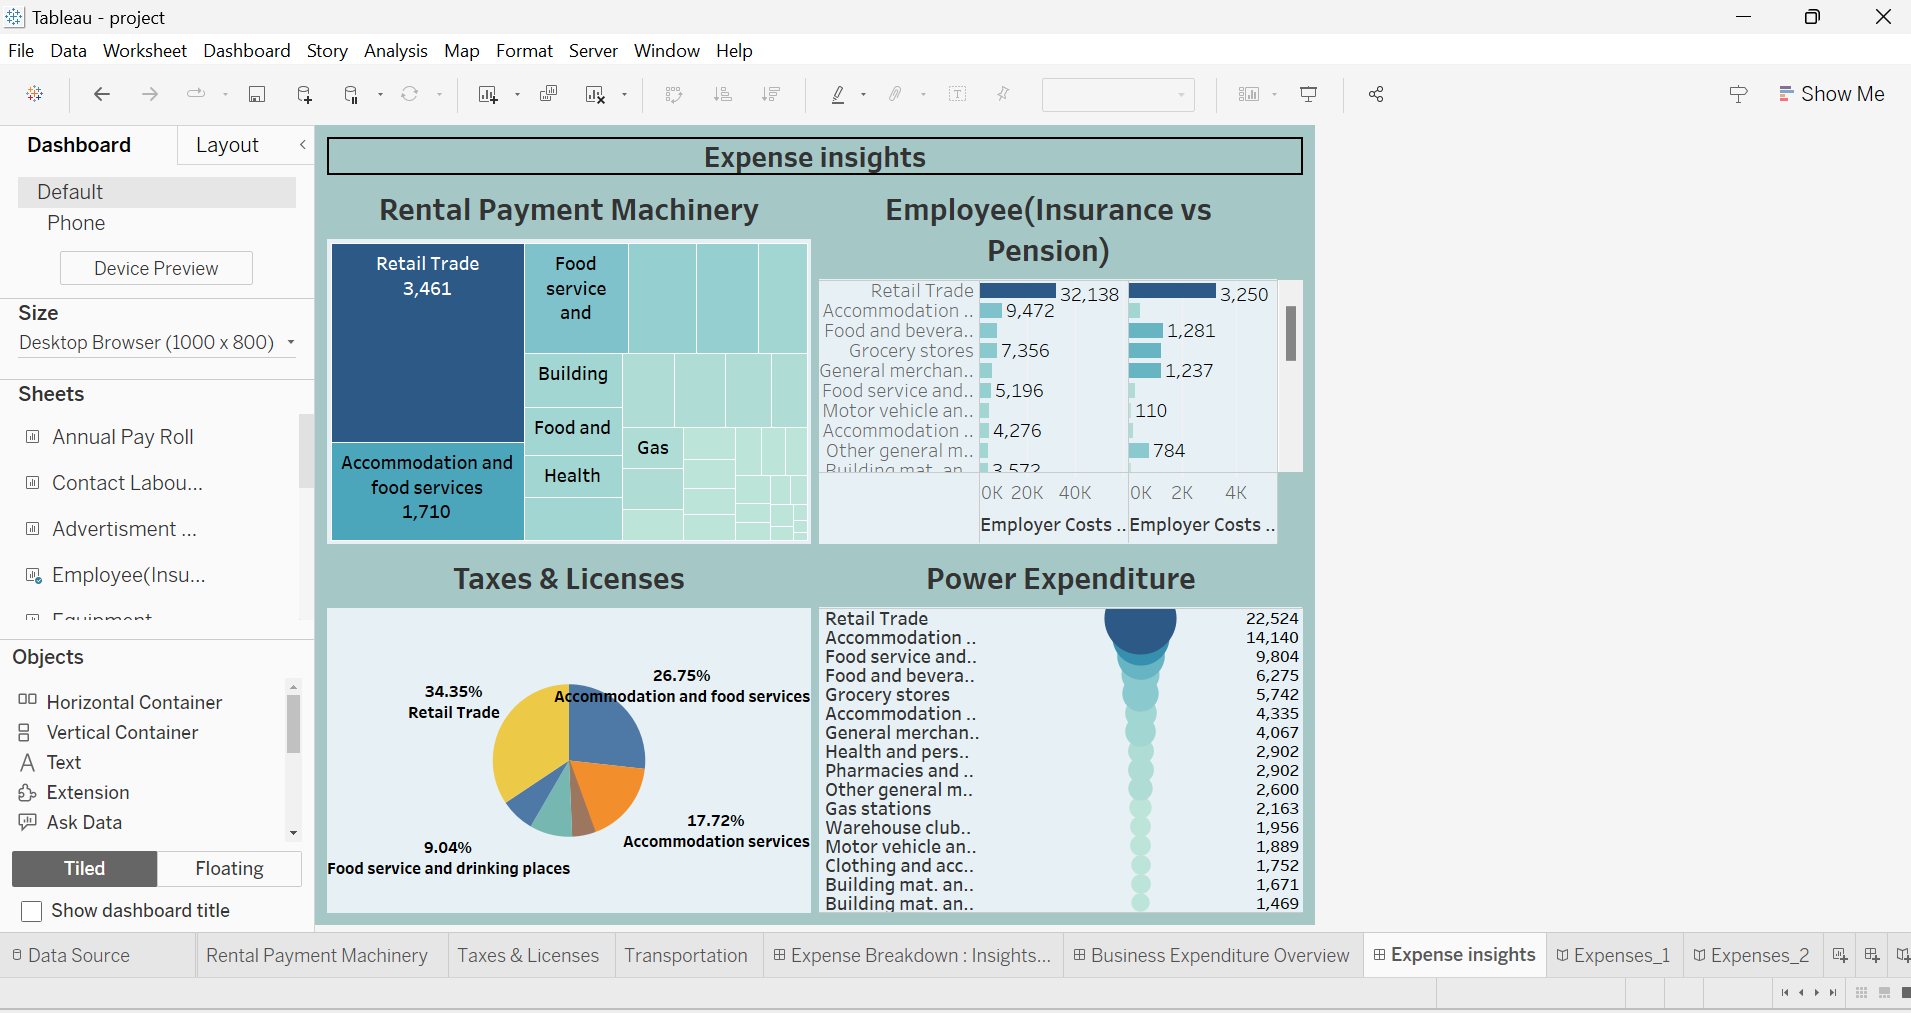 Tableau - project
File Data Worksheet Dashboard Story Analysis Map Format Server Window Help
Show Me
Dashboard Layout
Default
Phone
Device Preview
Size
Desktop Browser (1000 x 800)
Sheets
Annual Pay Roll
Contact Labou...
Advertisment ...
Employee(Insu...
Equipment
Objects
Horizontal Container
Vertical Container
Text
Extension
Ask Data
Tiled Floating
Show dashboard title
Expense insights
Rental Payment Machinery
Retail Trade
3,461
Accommodation and
food services
1,710
Food
service
and
Building
Food and
Health
Gas
Employee(Insurance vs
Pension)
Retail Trade 32,138 3,250
Accommodation .. 9,472
Food and bevera.. 1,281
Grocery stores 7,356
General merchan.. 1,237
Food service and.. 5,196
Motor vehicle an.. 110
Accommodation .. 4,276
Other general m.. 784
Building mat. an.. 3,572
0K 20K 40K 0K 2K 4K
Employer Costs .. Employer Costs ..
Taxes & Licenses
26.75%
Accommodation and food services
34.35%
Retail Trade
17.72%
Accommodation services
9.04%
Food service and drinking places
Power Expenditure
Retail Trade 22,524
Accommodation .. 14,140
Food service and.. 9,804
Food and bevera.. 6,275
Grocery stores 5,742
Accommodation .. 4,335
General merchan.. 4,067
Health and pers.. 2,902
Pharmacies and .. 2,902
Other general m.. 2,600
Gas stations 2,163
Warehouse club.. 1,956
Motor vehicle an.. 1,889
Clothing and acc.. 1,752
Building mat. an.. 1,671
Building mat. an.. 1,469
Data Source Rental Payment Machinery Taxes & Licenses Transportation Expense Breakdown : Insights... Business Expenditure Overview Expense insights Expenses_1 Expenses_2